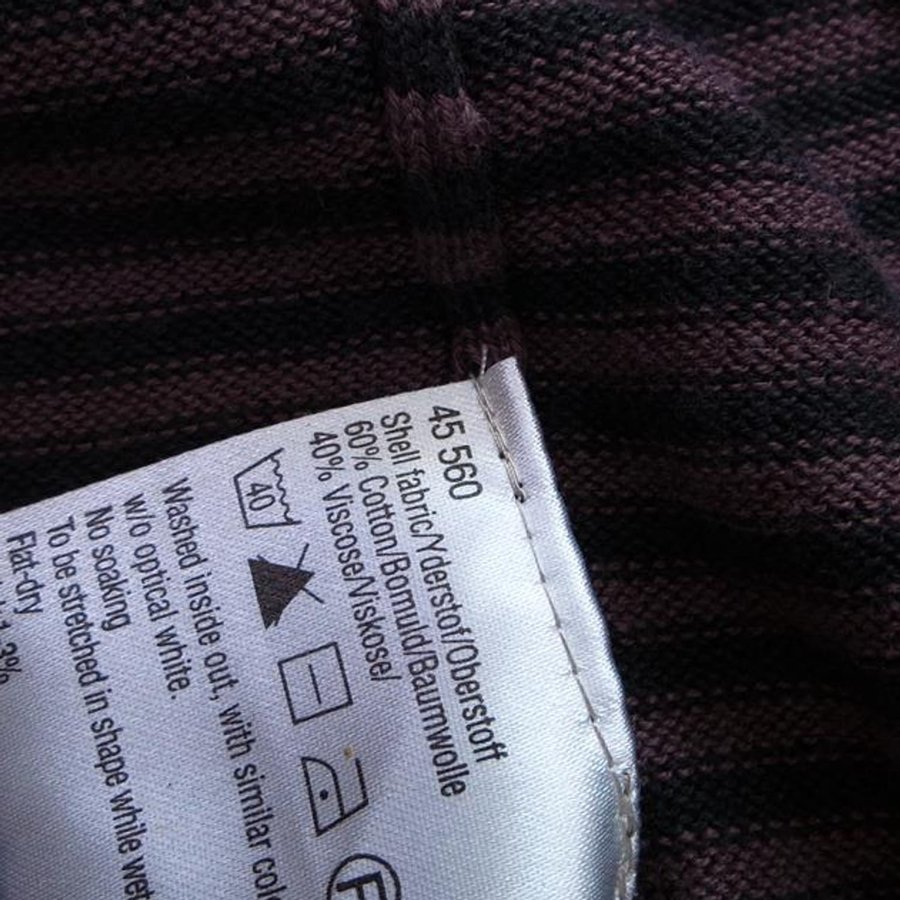 45 560
Shell fabric/Yderstof/Oberstoff
60% Cotton/Bomuld/Baumwolle
40% Viscose/Viskose/
40
Washed inside out, with similar
w/o optical white.
No soaking
To be stretched in shape while wet
Flat-dry